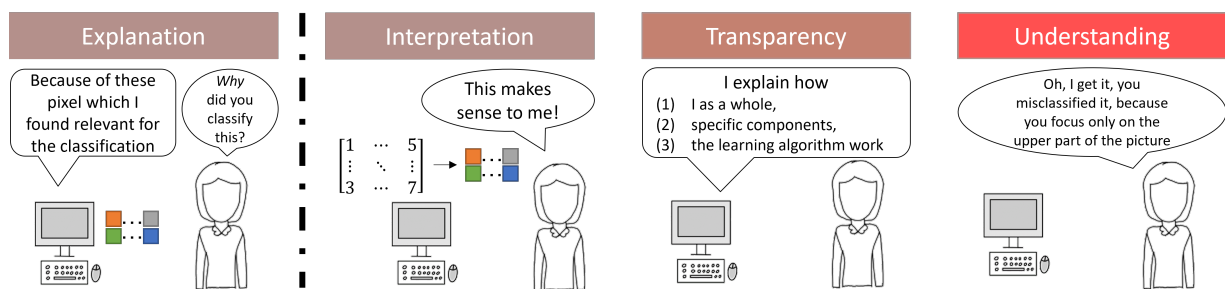 Explanation
Because of these
pixel which I
found relevant for
the classification
Why
did you
classify
this?
Interpretation
This makes
sense to me!
1 ⋯ 5
⋮ ⋱ ⋮
3 ⋯ 7
Transparency
I explain how
(1) I as a whole,
(2) specific components,
(3) the learning algorithm work
Understanding
Oh, I get it, you
misclassified it, because
you focus only on the
upper part of the picture